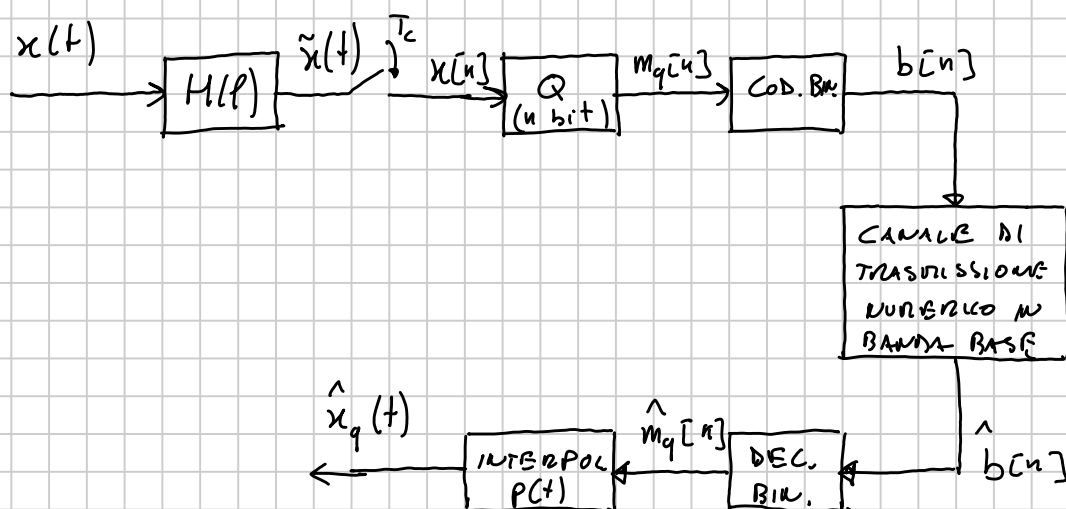 x(t)
H(f)
x̃(t)
Tc
x[n]
Q
(n bit)
mq[n]
COD. BIN.
b[n]
CANALE DI
TRASMISSIONE
NUMERICO IN
BANDA BASE
b̂[n]
DEC.
BIN.
m̂q[n]
INTERPOL
p(t)
x̂q(t)